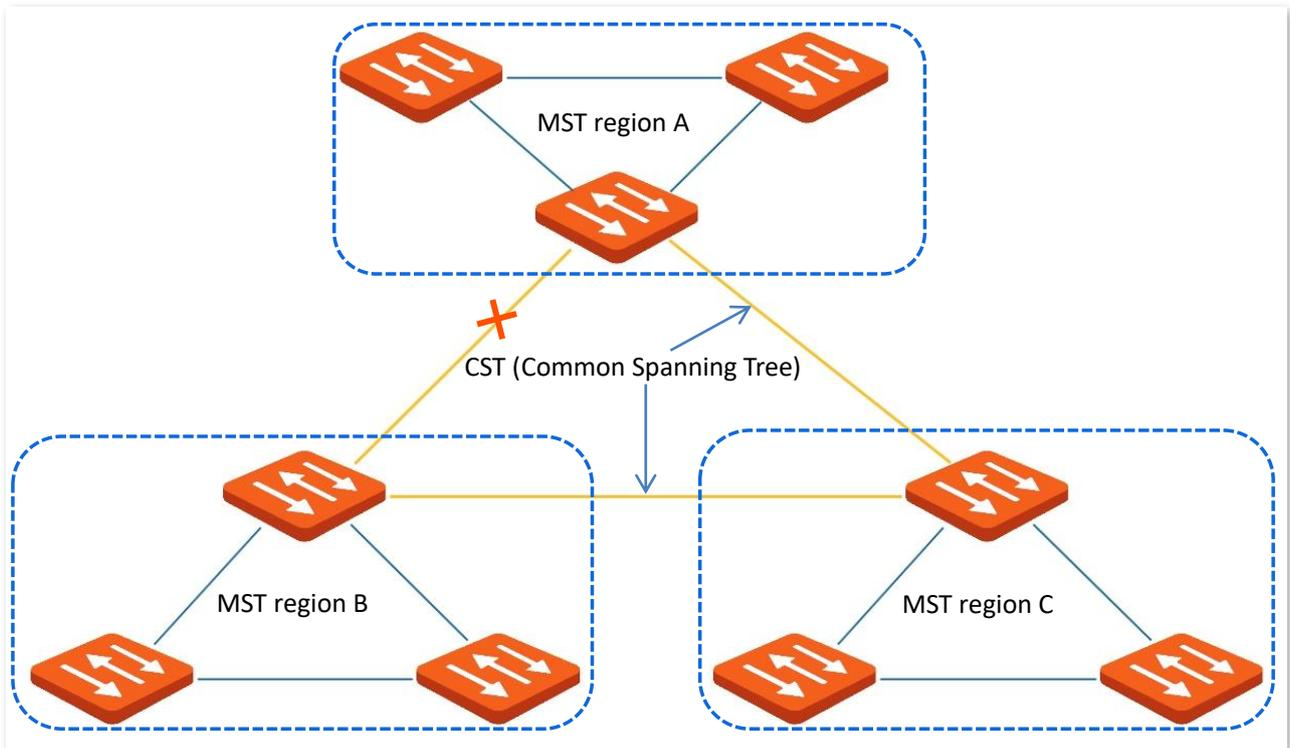 MST region A
CST (Common Spanning Tree)
MST region B
MST region C